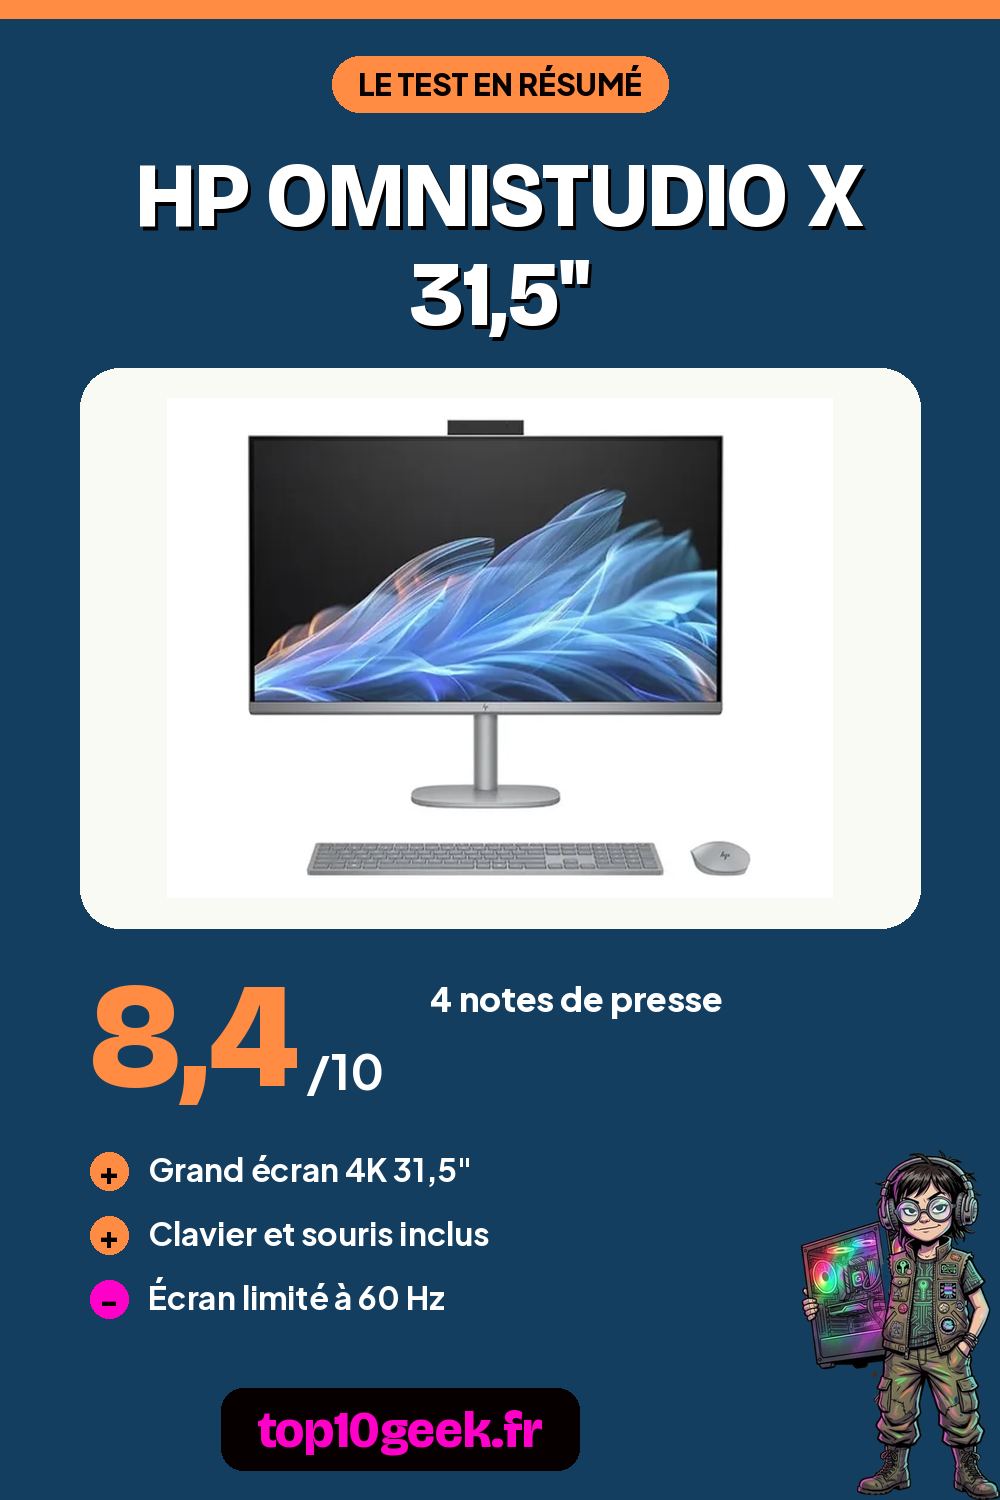 LE TEST EN RÉSUMÉ
HP OMNISTUDIO X
31,5"
8,4 /10
4 notes de presse
+ Grand écran 4K 31,5"
+ Clavier et souris inclus
- Écran limité à 60 Hz
top10geek.fr